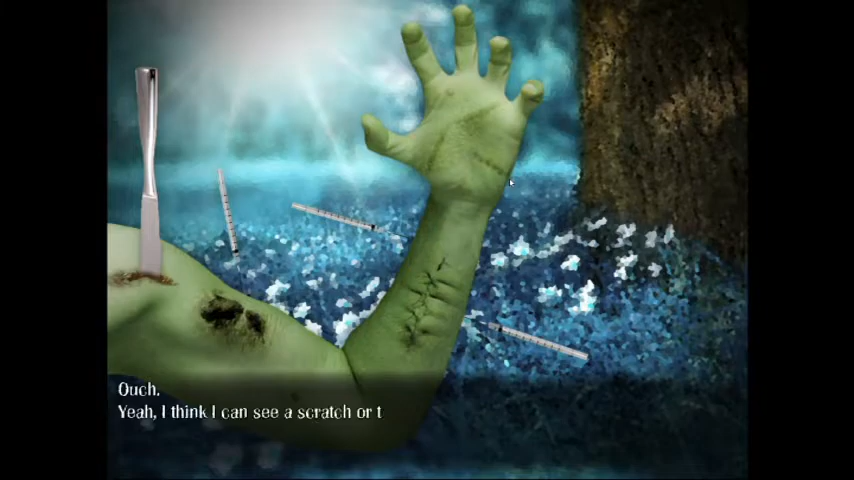 Ouch.
Yeah, I think I can see a scratch or t